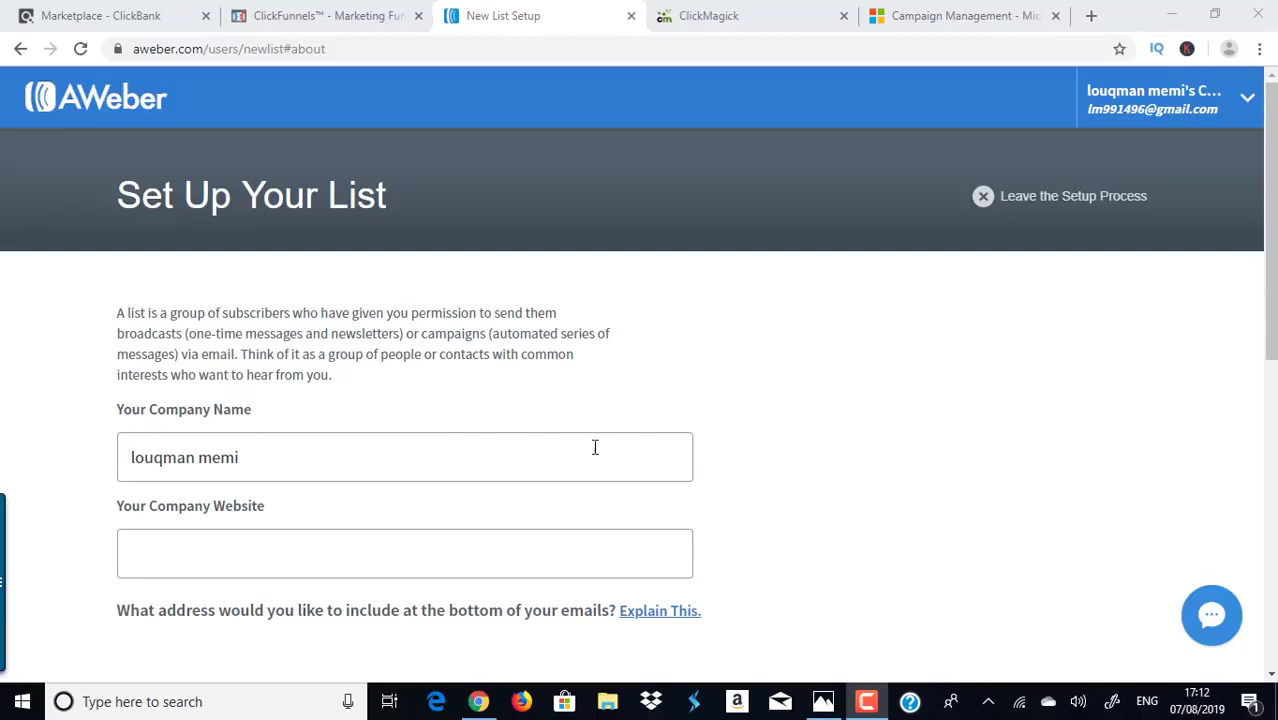 Marketplace - ClickBank
ClickFunnels™ - Marketing Fun
New List Setup
ClickMagick
Campaign Management - Mic
aweber.com/users/newlist#about
IQ
K
AWeber
louqman memi's C...
lm991496@gmail.com
Set Up Your List
Leave the Setup Process
A list is a group of subscribers who have given you permission to send them
broadcasts (one-time messages and newsletters) or campaigns (automated series of
messages) via email. Think of it as a group of people or contacts with common
interests who want to hear from you.
Your Company Name
louqman memi
Your Company Website
What address would you like to include at the bottom of your emails? Explain This.
Type here to search
ENG
17:12
07/08/2019